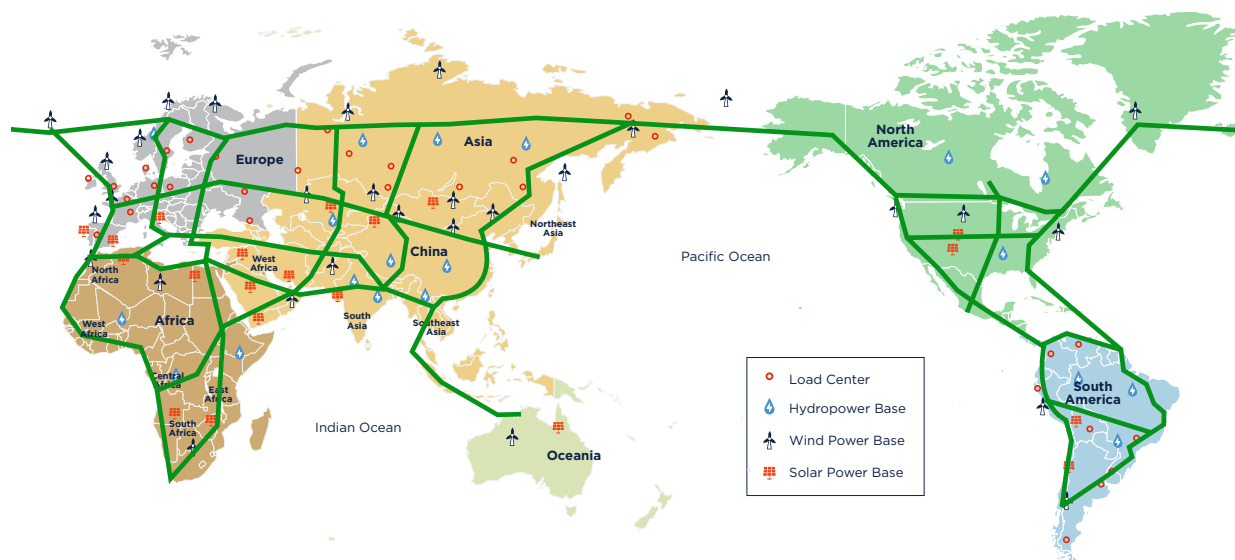 Europe
Asia
North
America
Northeast
Asia
China
West
Africa
Pacific Ocean
North
Africa
West
Africa
Africa
South
Asia
Southeast
Asia
Central
Africa
East
Africa
South
Africa
Indian Ocean
Oceania
South
America
Load Center
Hydropower Base
Wind Power Base
Solar Power Base